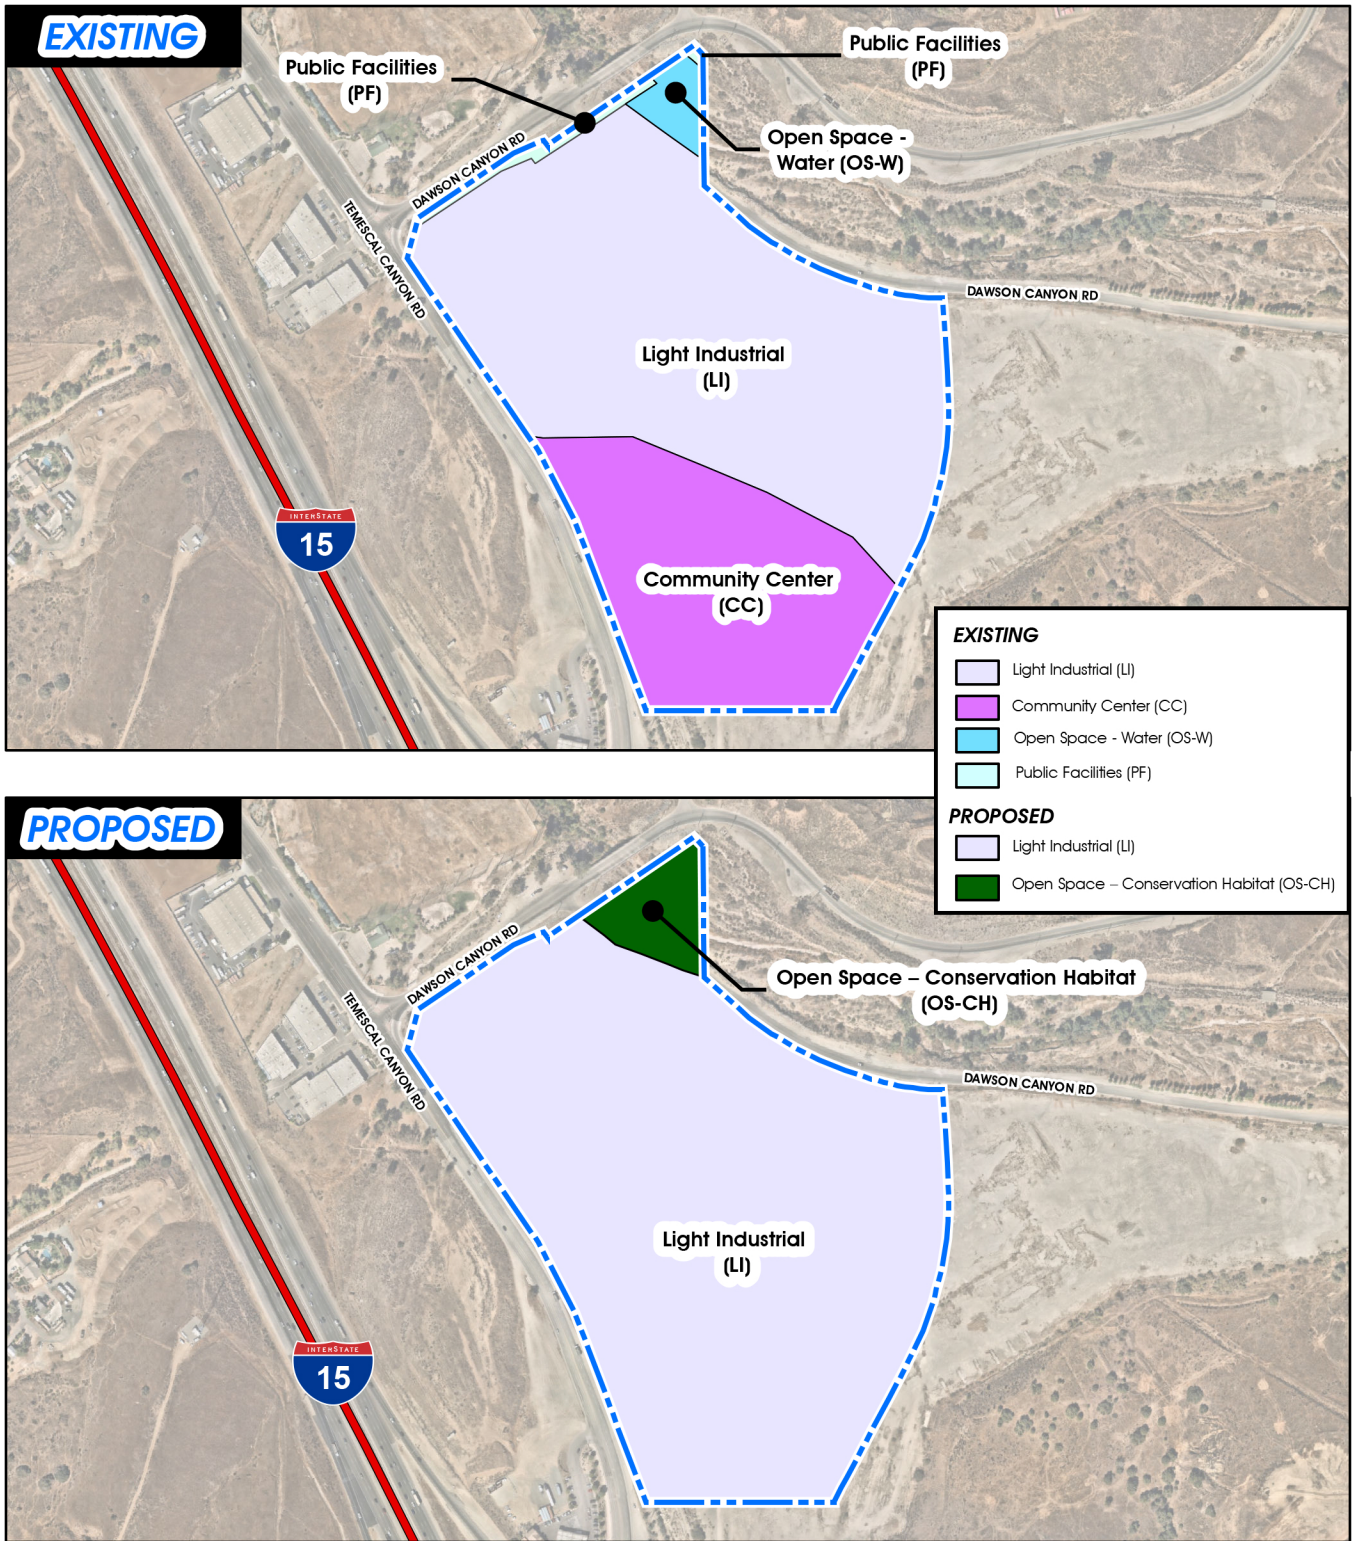 EXISTING
Public Facilities
(PF)
Public Facilities
(PF)
Open Space -
Water (OS-W)
DAWSON CANYON RD
TEMESCAL CANYON RD
DAWSON CANYON RD
Light Industrial
(LI)
INTERSTATE
15
Community Center
(CC)
EXISTING
Light Industrial (LI)
Community Center (CC)
Open Space - Water (OS-W)
Public Facilities (PF)
PROPOSED
Light Industrial (LI)
Open Space – Conservation Habitat (OS-CH)
PROPOSED
DAWSON CANYON RD
TEMESCAL CANYON RD
Open Space – Conservation Habitat
(OS-CH)
DAWSON CANYON RD
Light Industrial
(LI)
INTERSTATE
15